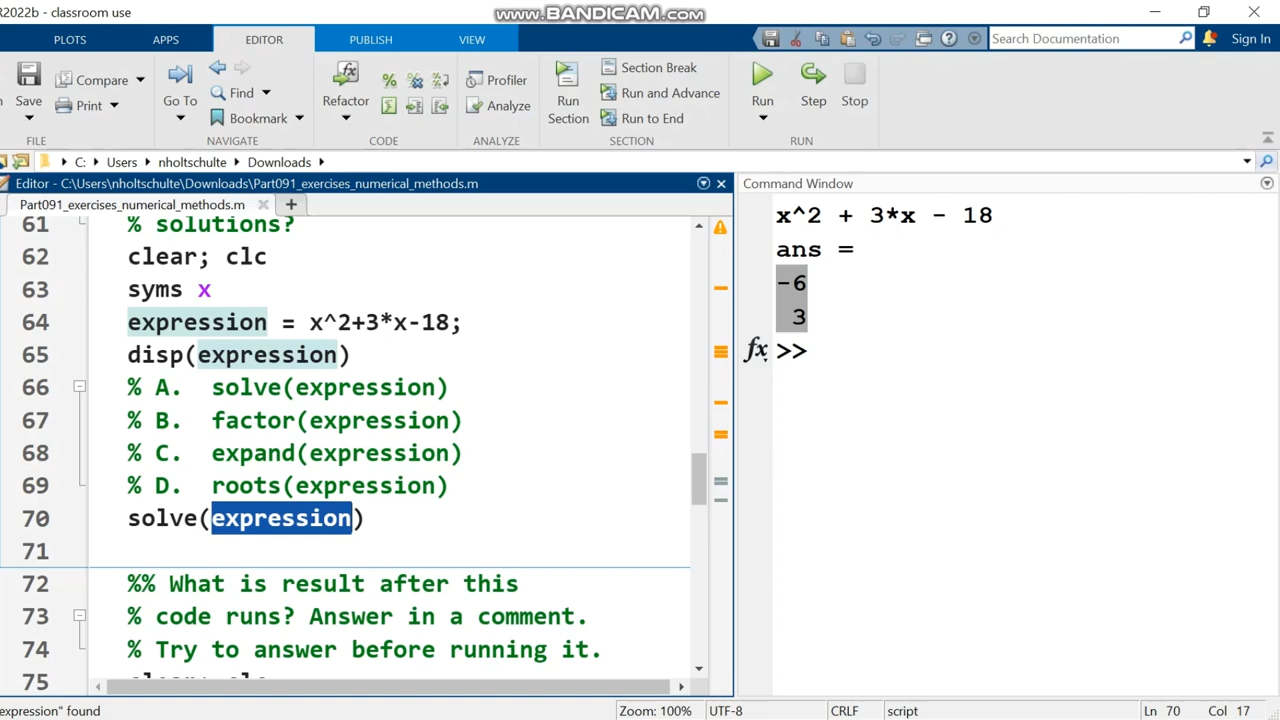 R2022b - classroom use
www.BANDICAM.com
PLOTS APPS EDITOR PUBLISH VIEW
Search Documentation
Sign In
Save
Compare
Print
FILE
Go To
Find
Bookmark
NAVIGATE
Refactor
CODE
Profiler
Analyze
ANALYZE
Run Section
Section Break
Run and Advance
Run to End
SECTION
Run
Step
Stop
RUN
C: Users nholtschulte Downloads
Editor - C:\Users\nholtschulte\Downloads\Part091_exercises_numerical_methods.m
Part091_exercises_numerical_methods.m
61 % solutions?
62 clear; clc
63 syms x
64 expression = x^2+3*x-18;
65 disp(expression)
66 % A. solve(expression)
67 % B. factor(expression)
68 % C. expand(expression)
69 % D. roots(expression)
70 solve(expression)
71
72 %% What is result after this
73 % code runs? Answer in a comment.
74 % Try to answer before running it.
75
Command Window
x^2 + 3*x - 18
ans =
-6
3
fx >>
expression" found
Zoom: 100%
UTF-8
CRLF
script
Ln 70 Col 17